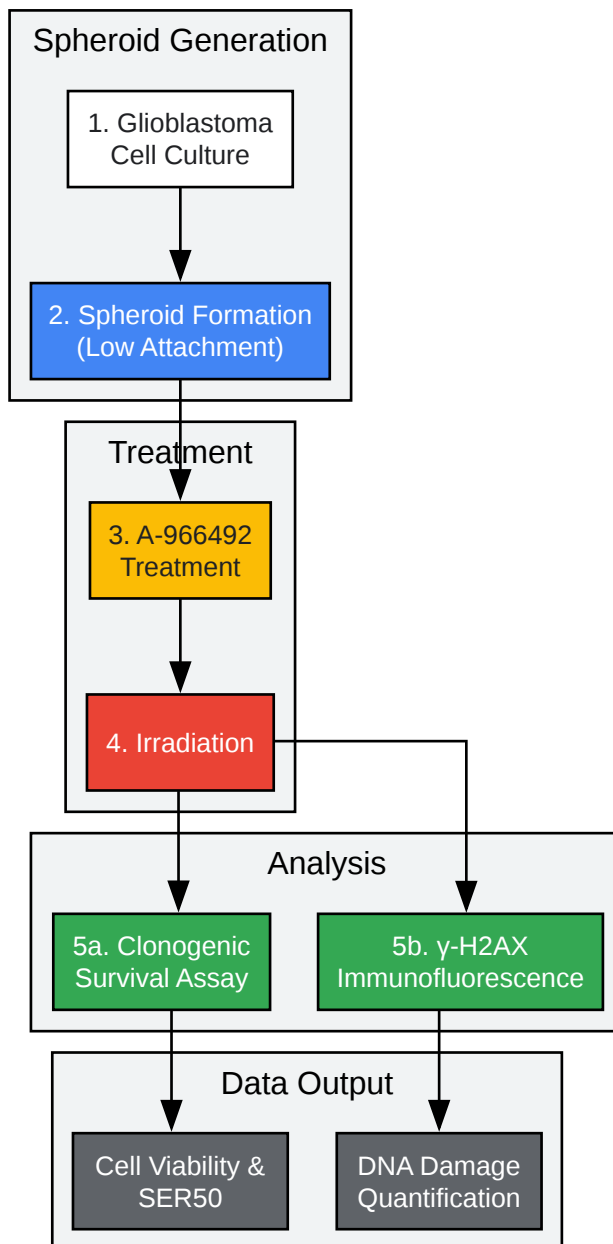 Spheroid Generation
1. Glioblastoma
Cell Culture
2. Spheroid Formation
(Low Attachment)
Treatment
3. A-966492
Treatment
4. Irradiation
Analysis
5a. Clonogenic
Survival Assay
5b. γ-H2AX
Immunofluorescence
Data Output
Cell Viability &
SER50
DNA Damage
Quantification